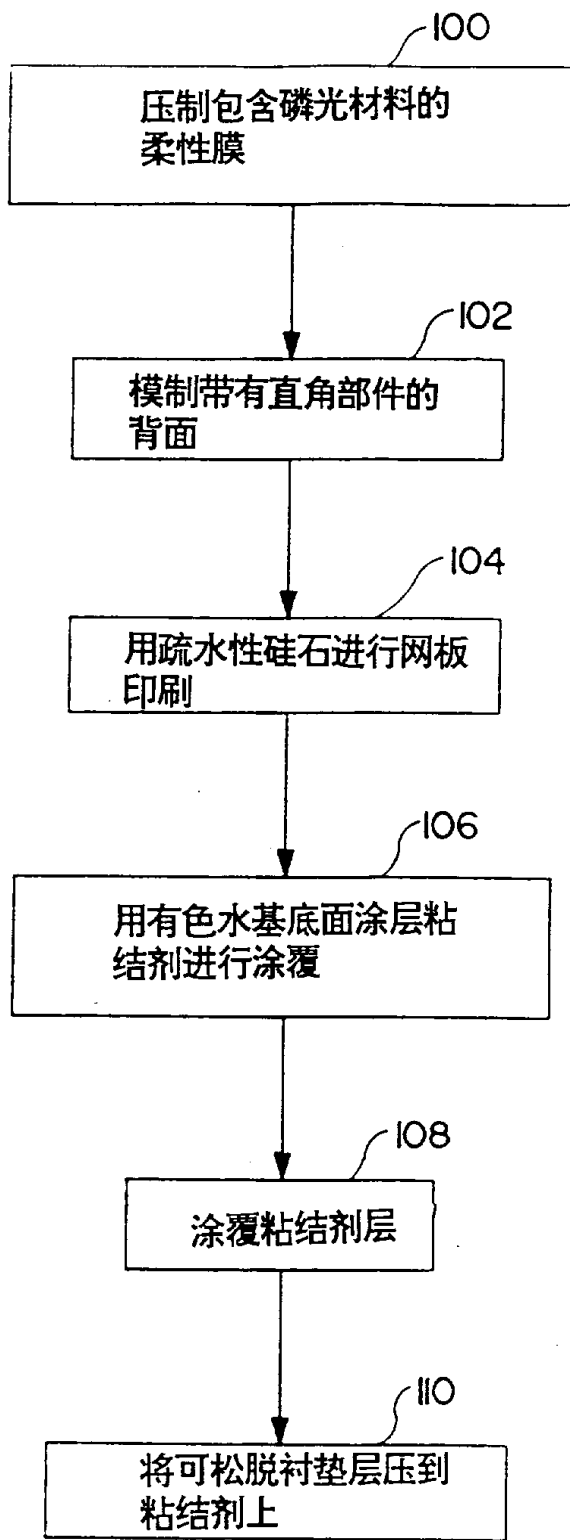 100
压制包含磷光材料的
柔性膜
102
模制带有直角部件的
背面
104
用疏水性硅石进行网板
印刷
106
用有色水基底面涂层粘
结剂进行涂覆
108
涂覆粘结剂层
110
将可松脱衬垫层压到
粘结剂上